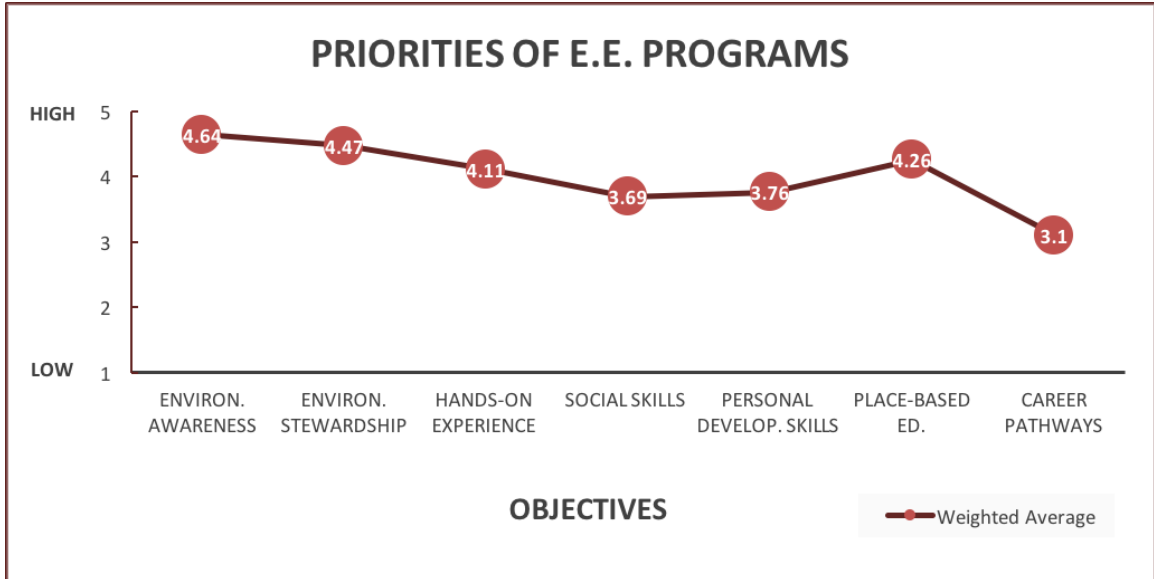 PRIORITIES OF E.E. PROGRAMS
HIGH
5
4
3
2
LOW
1
4.64
4.47
4.11
3.69
3.76
4.26
3.1
ENVIRON.
AWARENESS
ENVIRON.
STEWARDSHIP
HANDS-ON
EXPERIENCE
SOCIAL SKILLS
PERSONAL
DEVELOP. SKILLS
PLACE-BASED
ED.
CAREER
PATHWAYS
OBJECTIVES
Weighted Average